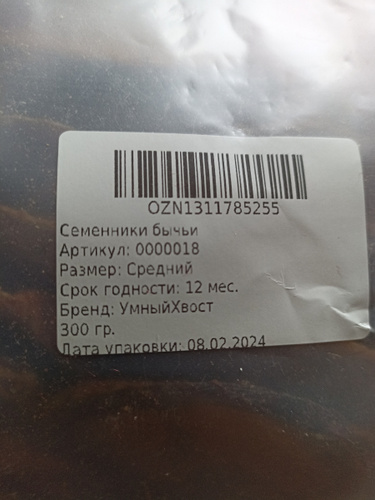 OZN1311785255
Семенники бычьи
Артикул: 0000018
Размер: Средний
Срок годности: 12 мес.
Бренд: УмныйХвост
300 гр.
Дата упаковки: 08.02.2024